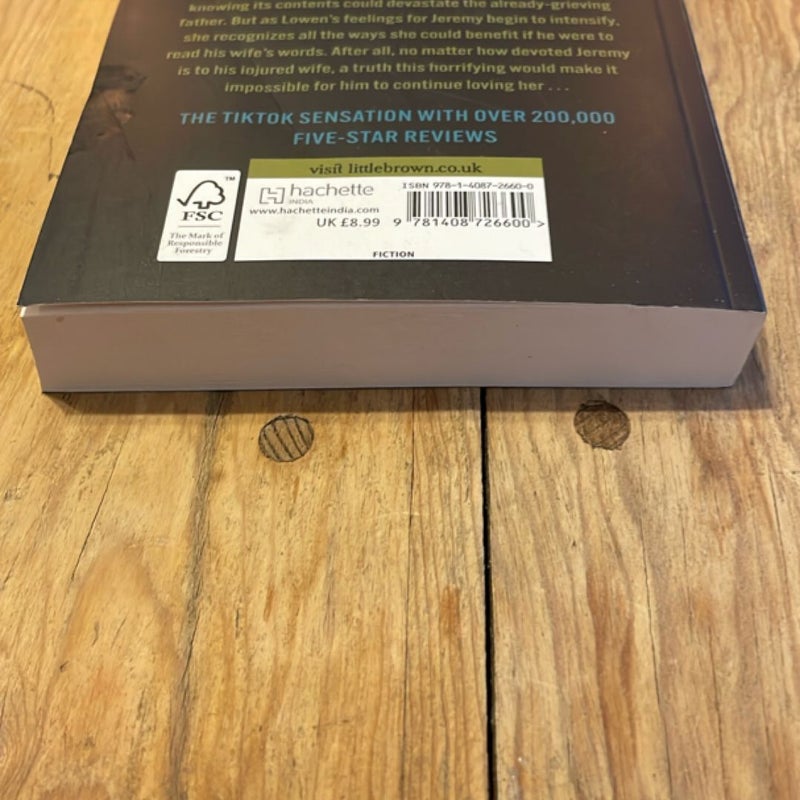 knowing its contents could devastate the already-grieving
father. But as Lowen's feelings for Jeremy begin to intensify,
she recognizes all the ways she could benefit if he were to
read his wife's words. After all, no matter how devoted Jeremy
is to his injured wife, a truth this horrifying would make it
impossible for him to continue loving her . . .
THE TIKTOK SENSATION WITH OVER 200,000
FIVE-STAR REVIEWS
visit littlebrown.co.uk
TM
FSC
The Mark of
Responsible
Forestry
hachette
INDIA
www.hachetteindia.com
UK £8.99
ISBN 978-1-4087-2660-0
9 781408 726600 >
FICTION